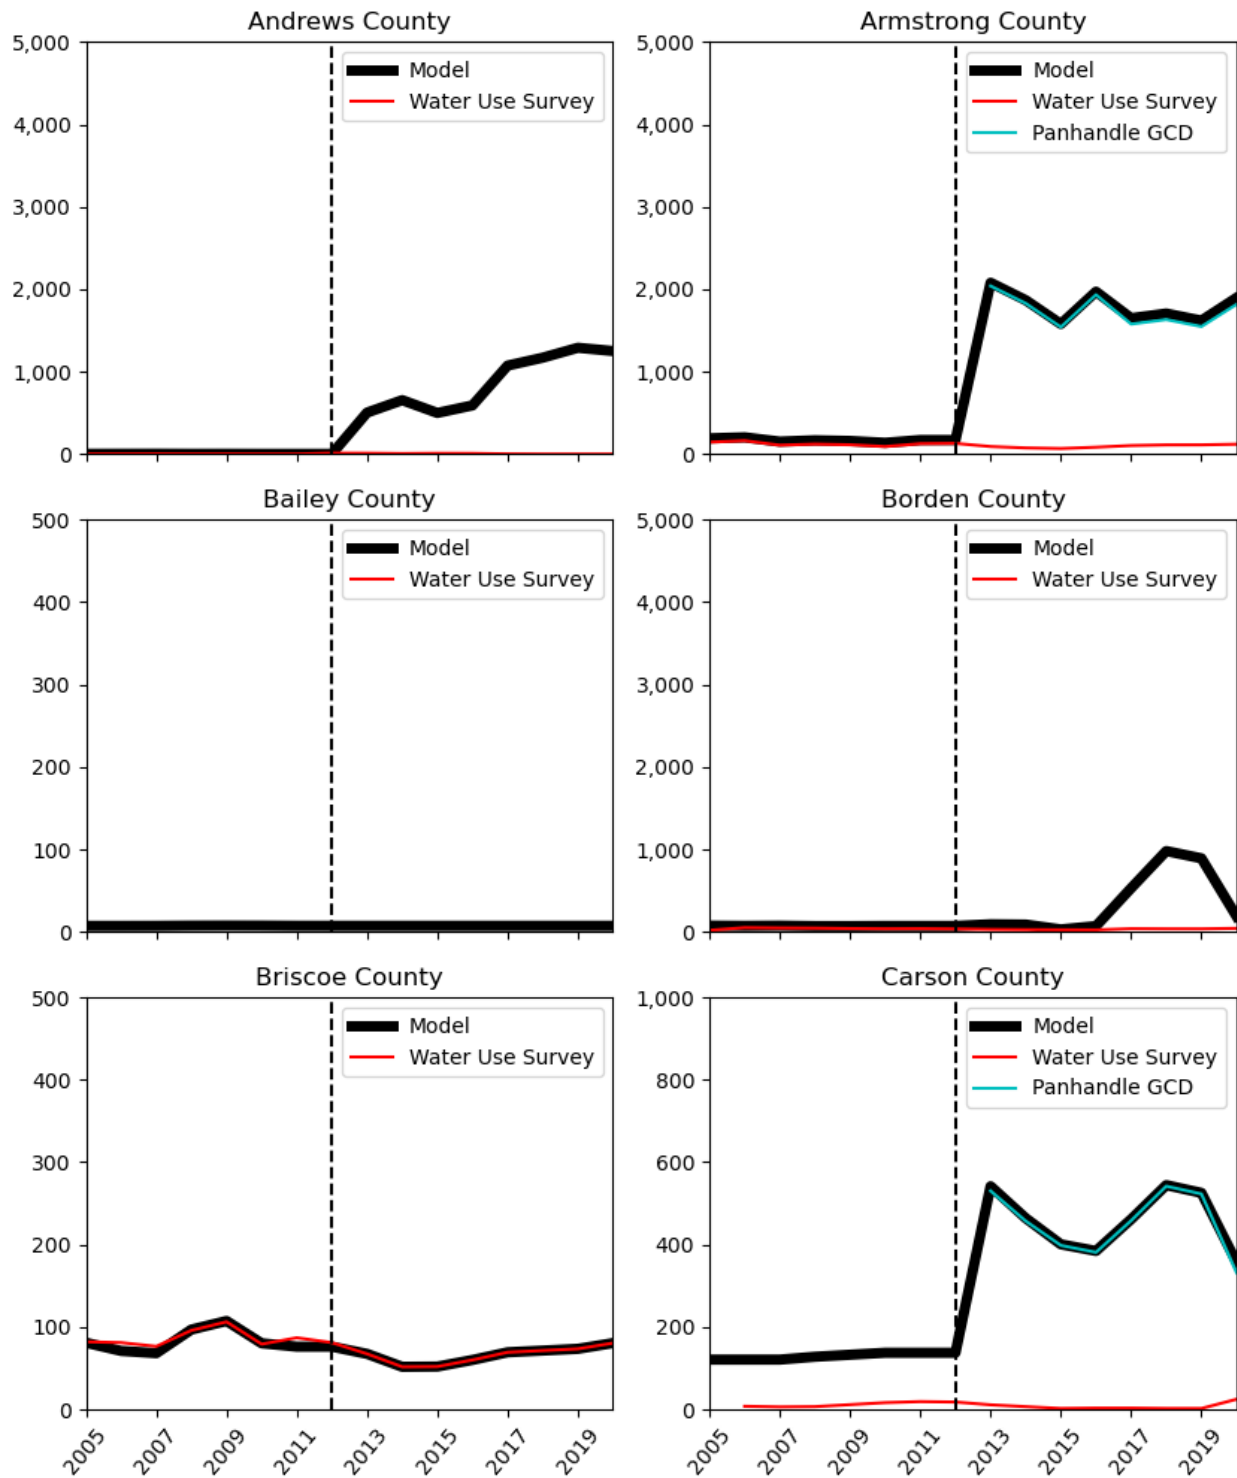 Andrews County
5,000
4,000
3,000
2,000
1,000
0
Model
Water Use Survey
Armstrong County
5,000
4,000
3,000
2,000
1,000
0
Model
Water Use Survey
Panhandle GCD
Bailey County
500
400
300
200
100
0
Model
Water Use Survey
Borden County
5,000
4,000
3,000
2,000
1,000
0
Model
Water Use Survey
Briscoe County
500
400
300
200
100
0
Model
Water Use Survey
2005 2007 2009 2011 2013 2015 2017 2019
Carson County
1,000
800
600
400
200
0
Model
Water Use Survey
Panhandle GCD
2005 2007 2009 2011 2013 2015 2017 2019